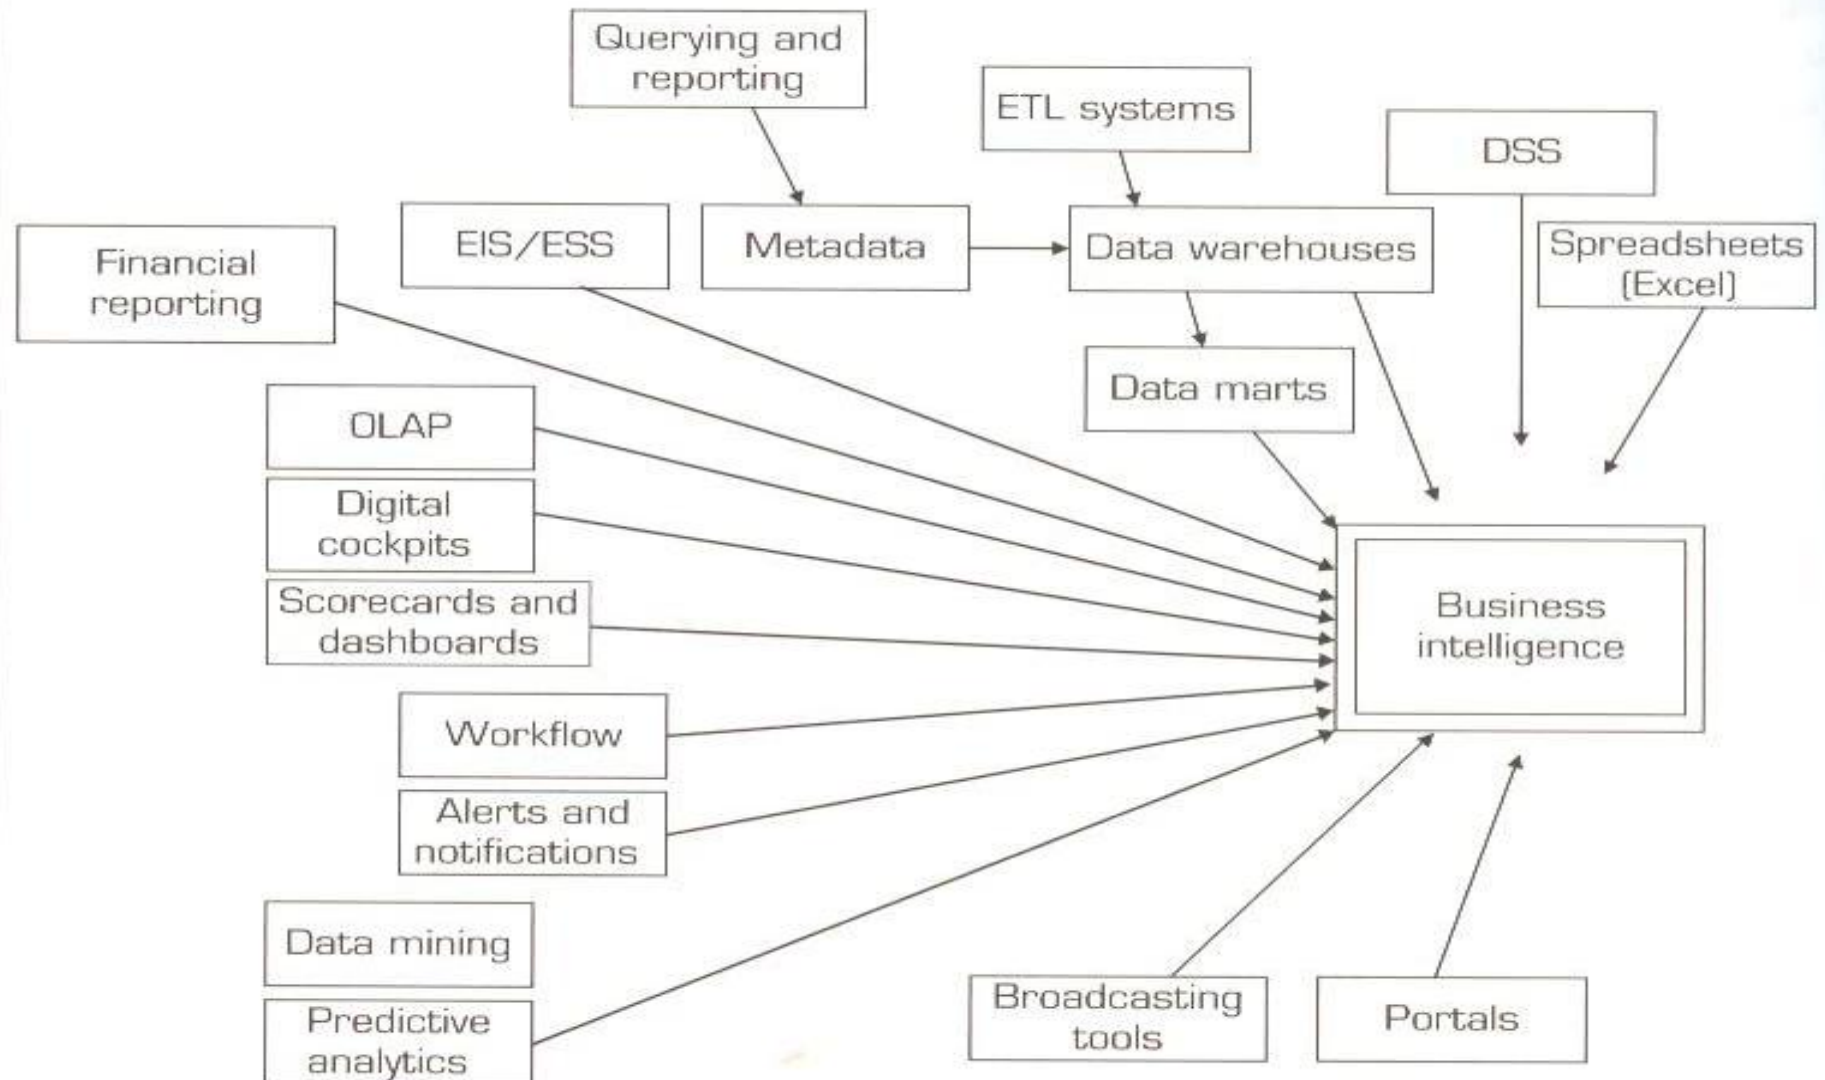 Querying and
reporting
ETL systems
DSS
Financial
reporting
EIS/ESS
Metadata
Data warehouses
Spreadsheets
(Excel)
Data marts
OLAP
Digital
cockpits
Scorecards and
dashboards
Business
intelligence
Workflow
Alerts and
notifications
Data mining
Predictive
analytics
Broadcasting
tools
Portals